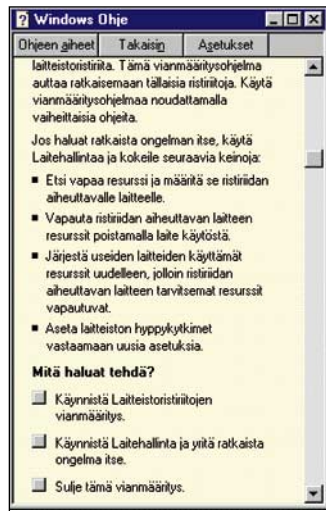 Windows Ohje
Ohjeen aiheet Takaisin Asetukset
laitteistoristiriita. Tämä vianmääritysohjelma
auttaa ratkaisemaan tällaisia ristiriitoja. Käytä
vianmääritysohjelmaa noudattamalla
vaiheittaisia ohjeita.
Jos haluat ratkaista ongelman itse, käytä
Laitehallintaa ja kokeile seuraavia keinoja:
Etsi vapaa resurssi ja määritä se ristiriidan
aiheuttavalle laitteelle.
Vapauta ristiriidan aiheuttavan laitteen
resurssit poistamalla laite käytöstä.
Järjestä useiden laitteiden käyttämät
resurssit uudelleen, jolloin ristiriidan
aiheuttavan laitteen tarvitsemat resurssit
vapautuvat.
Aseta laitteiston hyppykytkimet
vastaamaan uusia asetuksia.
Mitä haluat tehdä?
Käynnistä Laitteistoristiriitojen
vianmääritys.
Käynnistä Laitehallinta ja yritä ratkaista
ongelma itse.
Sulje tämä vianmääritys.